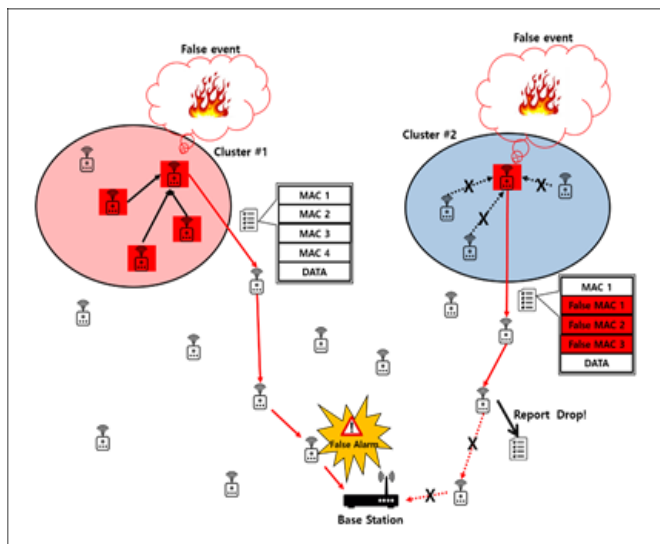 False event
False event
Cluster #1
Cluster #2
MAC 1
MAC 2
MAC 3
MAC 4
DATA
MAC 1
False MAC 1
False MAC 2
False MAC 3
DATA
Report Drop!
False Alarm
Base Station